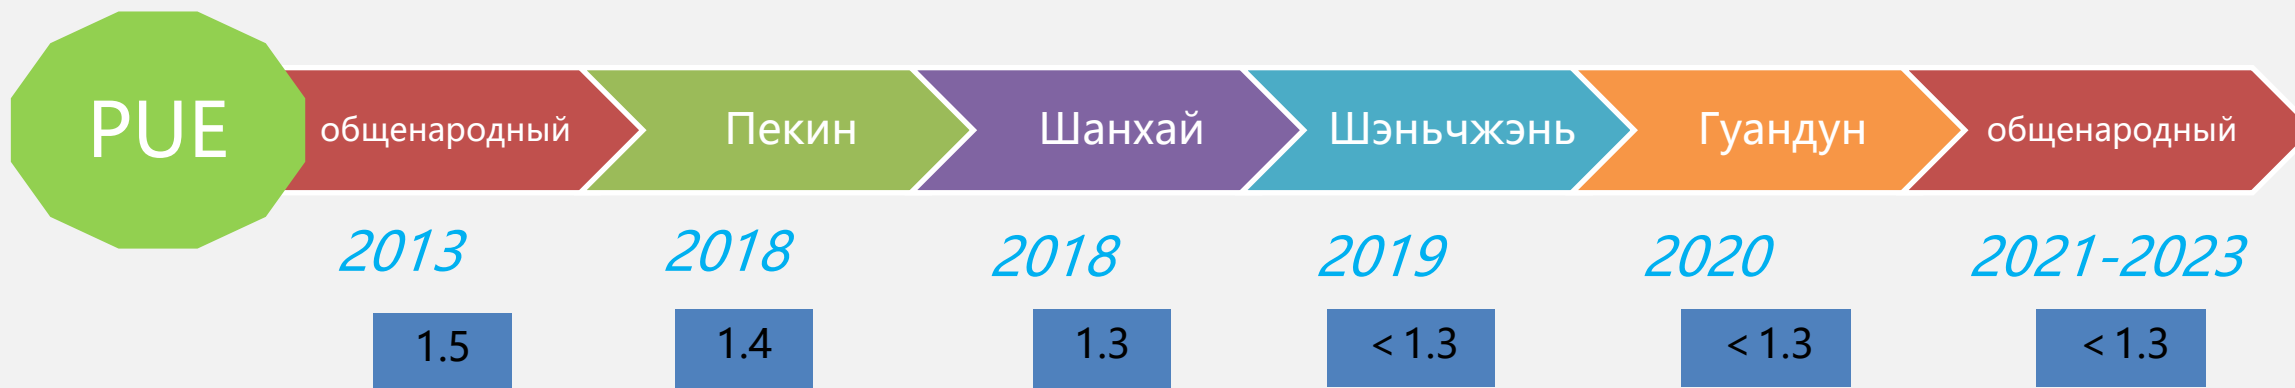 PUE
общенародный
Пекин
Шанхай
Шэньчжэнь
Гуандун
общенародный
2013
2018
2018
2019
2020
2021-2023
1.5
1.4
1.3
< 1.3
< 1.3
< 1.3